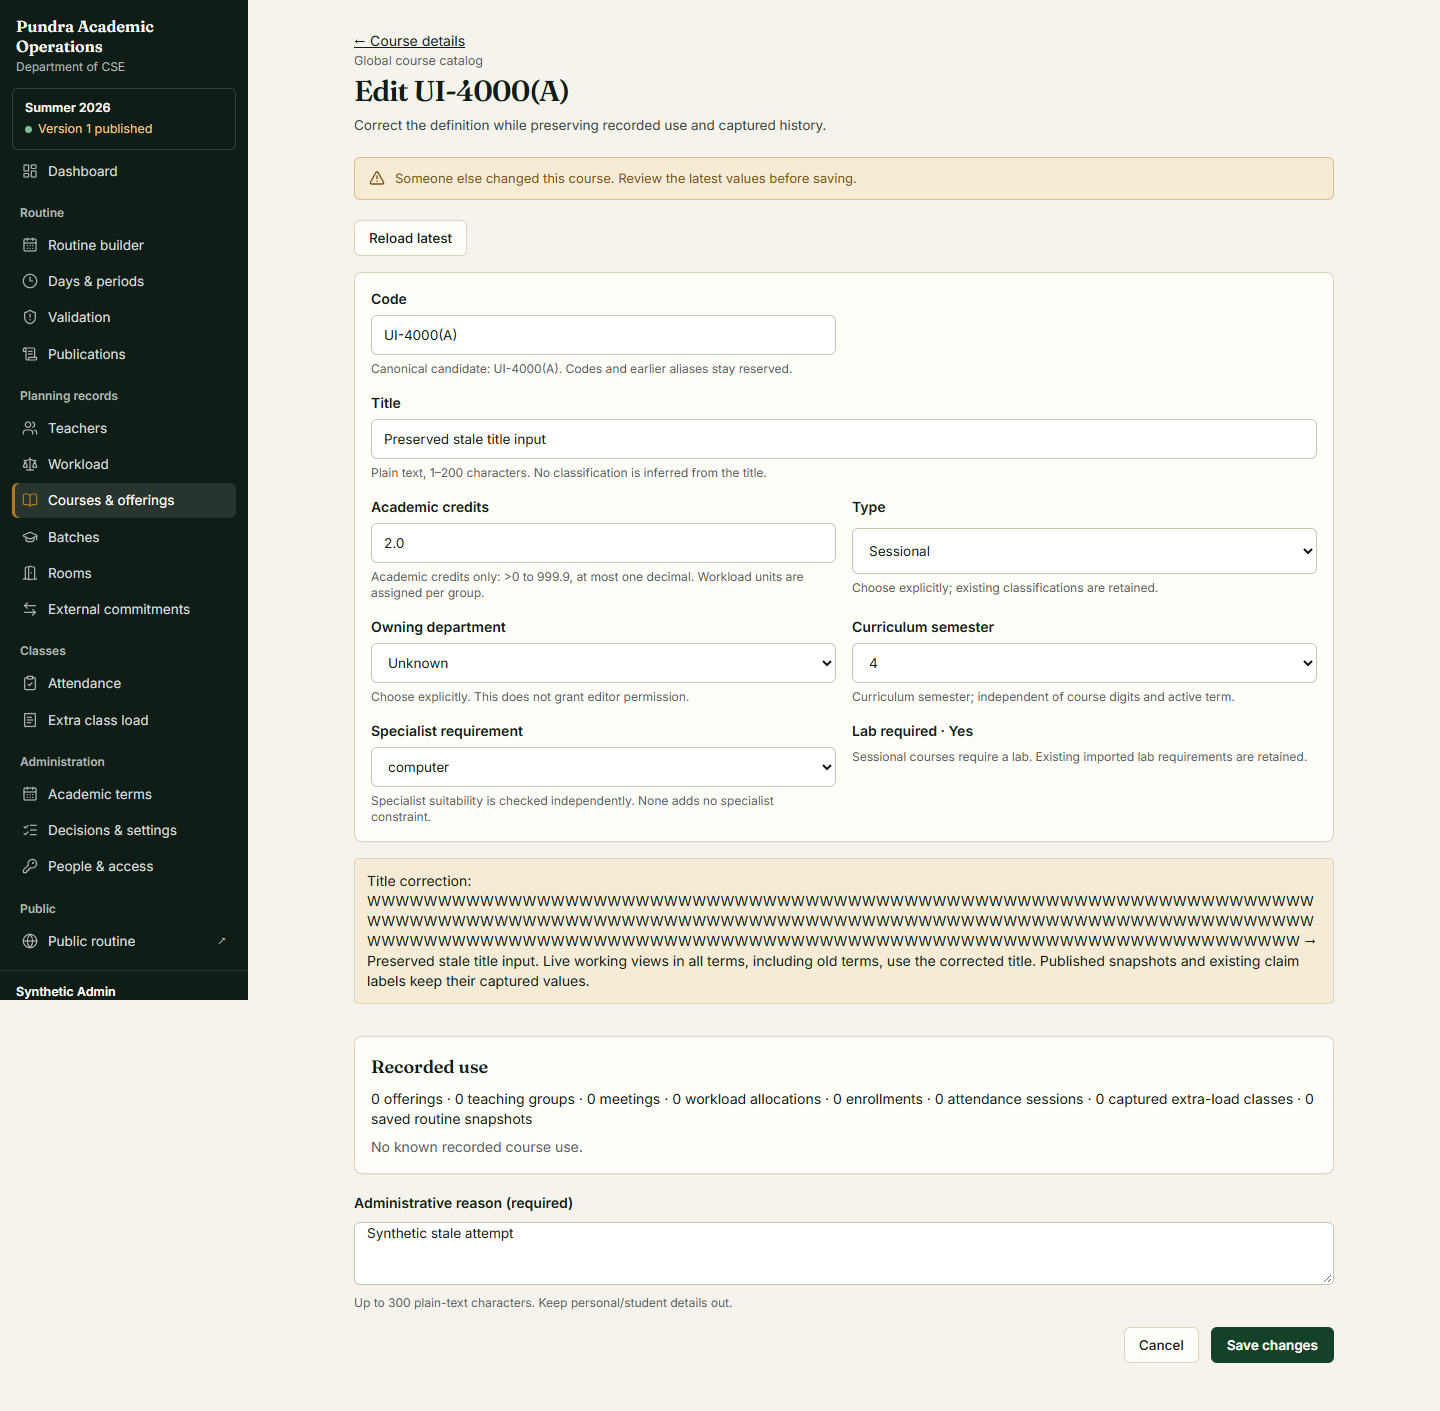 Pundra Academic
Operations
Department of CSE
Summer 2026
Version 1 published
Dashboard
Routine
Routine builder
Days & periods
Validation
Publications
Planning records
Teachers
Workload
Courses & offerings
Batches
Rooms
External commitments
Classes
Attendance
Extra class load
Administration
Academic terms
Decisions & settings
People & access
Public
Public routine ↗
Synthetic Admin
← Course details
Global course catalog
Edit UI-4000(A)
Correct the definition while preserving recorded use and captured history.
Someone else changed this course. Review the latest values before saving.
Reload latest
Code
UI-4000(A)
Canonical candidate: UI-4000(A). Codes and earlier aliases stay reserved.
Title
Preserved stale title input
Plain text, 1–200 characters. No classification is inferred from the title.
Academic credits
2.0
Academic credits only: >0 to 999.9, at most one decimal. Workload units are
assigned per group.
Type
Sessional
Choose explicitly; existing classifications are retained.
Owning department
Unknown
Choose explicitly. This does not grant editor permission.
Curriculum semester
4
Curriculum semester; independent of course digits and active term.
Specialist requirement
computer
Specialist suitability is checked independently. None adds no specialist
constraint.
Lab required · Yes
Sessional courses require a lab. Existing imported lab requirements are retained.
Title correction:
WWWWWWWWWWWWWWWWWWWWWWWWWWWWWWWWWWWWWWWWWWWWWWWWWWWWWWWWWWWWWWWWWWW
WWWWWWWWWWWWWWWWWWWWWWWWWWWWWWWWWWWWWWWWWWWWWWWWWWWWWWWWWWWWWWWWWWW
WWWWWWWWWWWWWWWWWWWWWWWWWWWWWWWWWWWWWWWWWWWWWWWWWWWWWWWWWWWWWWWWWW →
Preserved stale title input. Live working views in all terms, including old terms, use the corrected title. Published snapshots and existing claim
labels keep their captured values.
Recorded use
0 offerings · 0 teaching groups · 0 meetings · 0 workload allocations · 0 enrollments · 0 attendance sessions · 0 captured extra-load classes · 0
saved routine snapshots
No known recorded course use.
Administrative reason (required)
Synthetic stale attempt
Up to 300 plain-text characters. Keep personal/student details out.
Cancel
Save changes